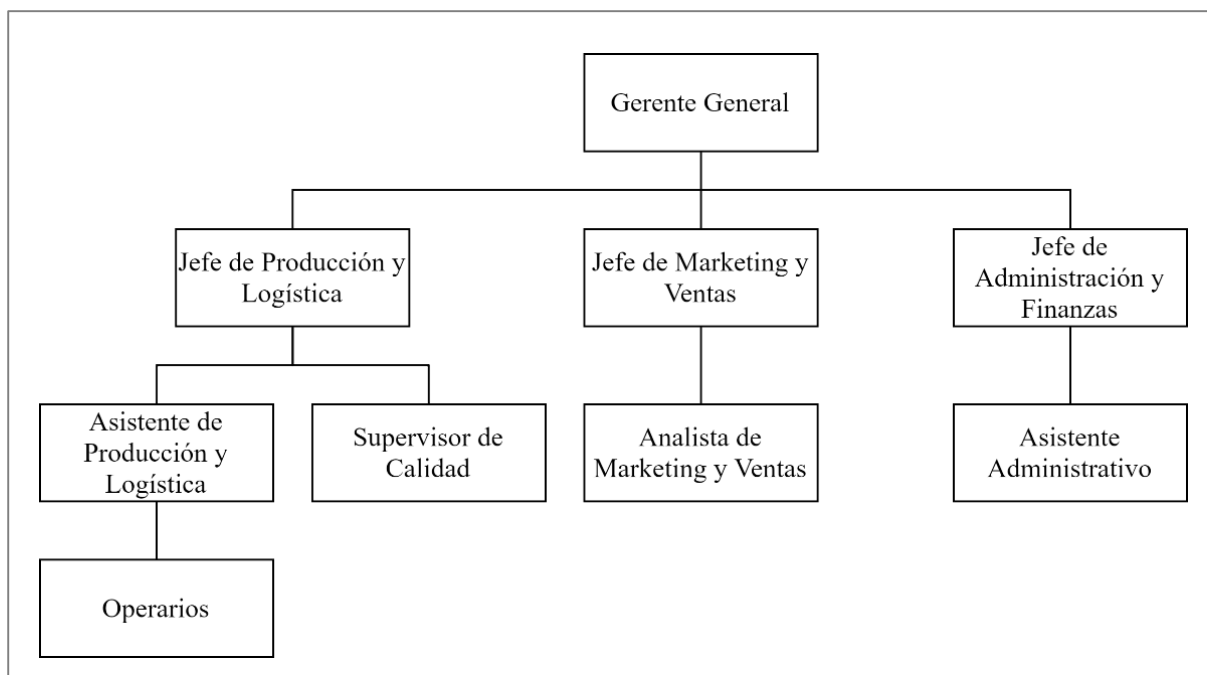 Gerente General
Jefe de Producción y
Logística
Jefe de Marketing y
Ventas
Jefe de
Administración y
Finanzas
Asistente de
Producción y
Logística
Supervisor de
Calidad
Analista de
Marketing y Ventas
Asistente
Administrativo
Operarios